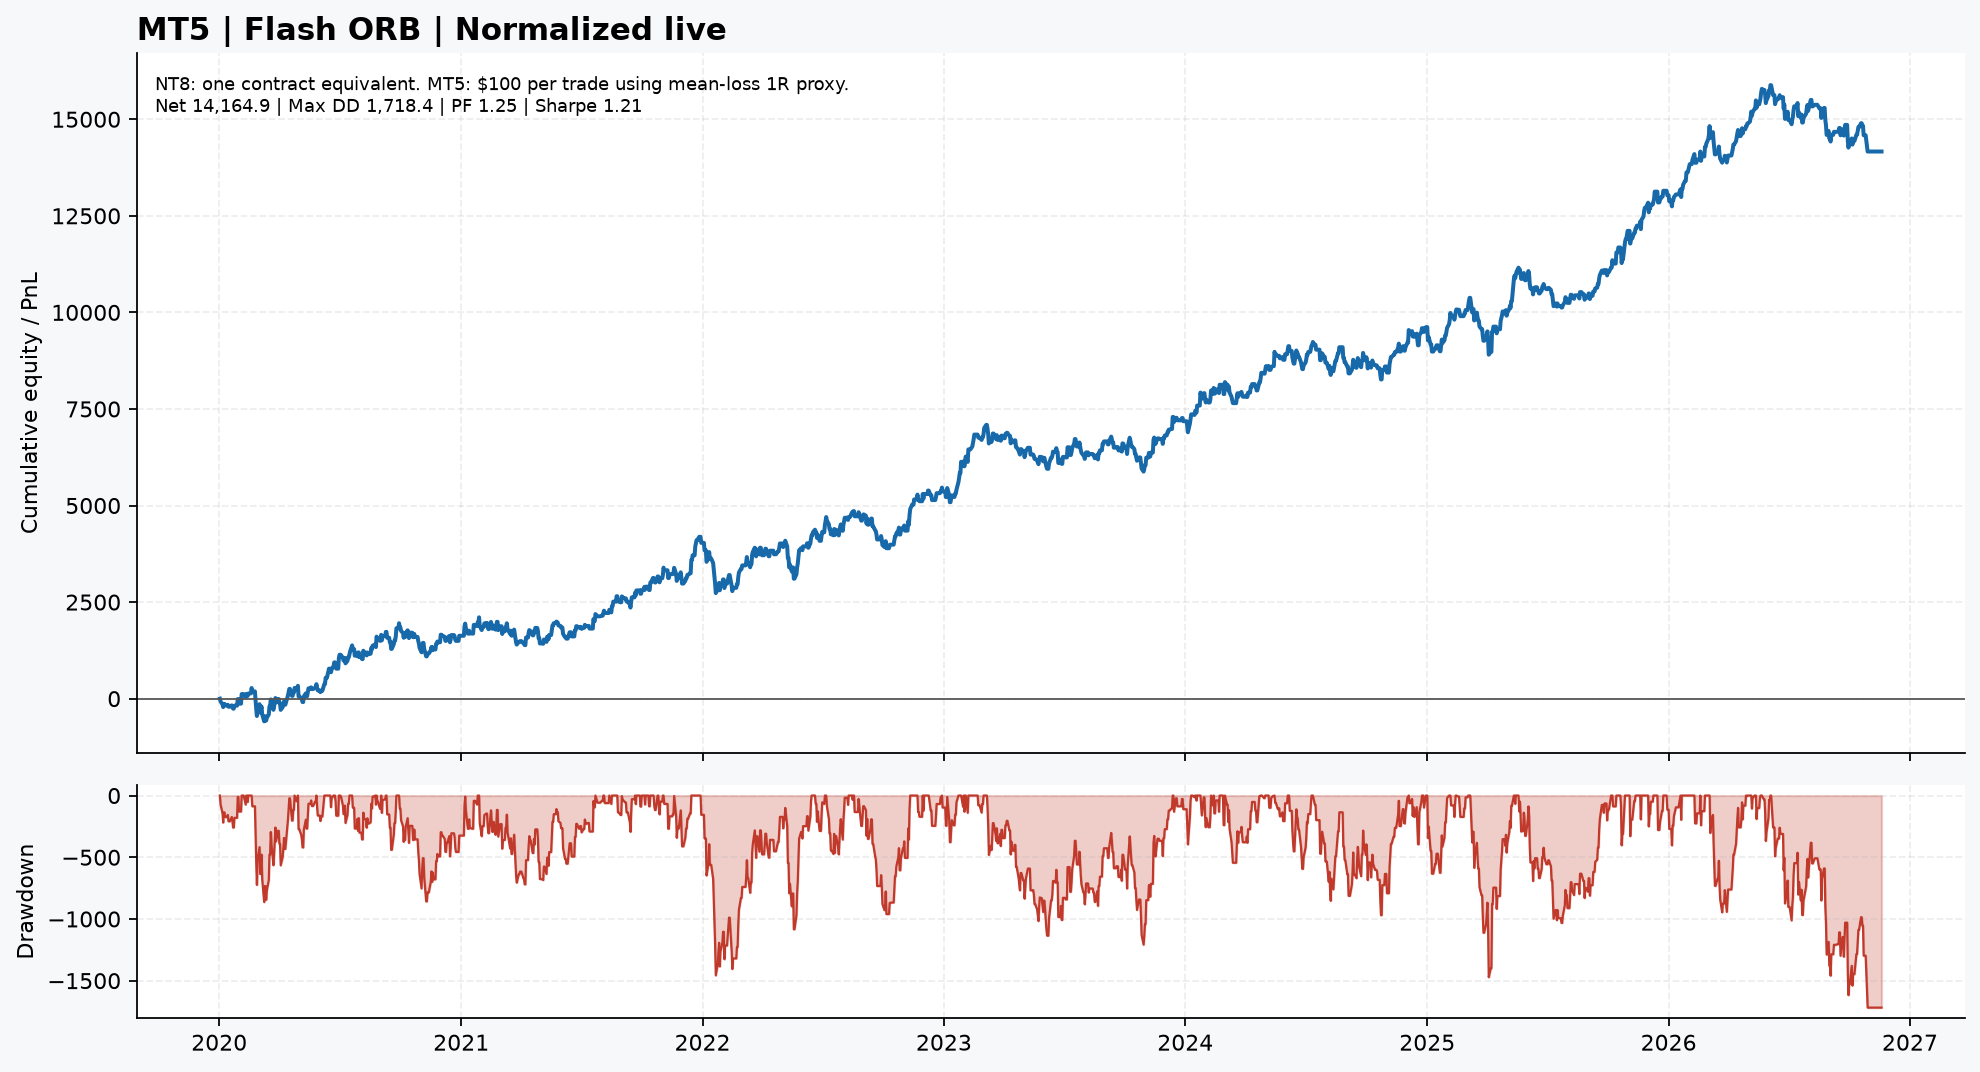 MT5 | Flash ORB | Normalized live
NT8: one contract equivalent. MT5: $100 per trade using mean-loss 1R proxy.
Net 14,164.9 | Max DD 1,718.4 | PF 1.25 | Sharpe 1.21
Cumulative equity / PnL
15000
12500
10000
7500
5000
2500
0
Drawdown
0
−500
−1000
−1500
2020 2021 2022 2023 2024 2025 2026 2027